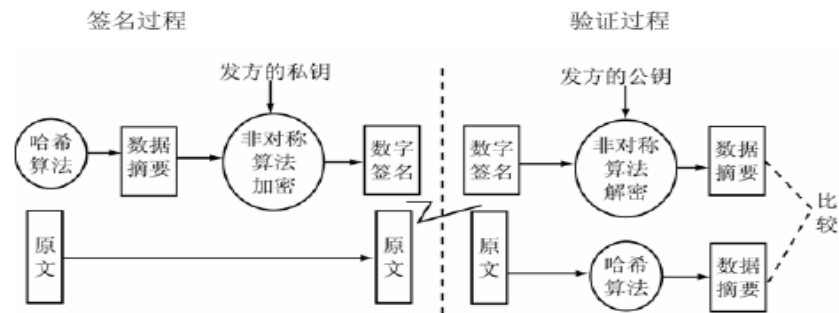 签名过程
验证过程
发方的私钥
发方的公钥
哈希
算法
数据
摘要
非对称
算法
加密
数字
签名
数字
签名
非对称
算法
解密
数据
摘要
比
较
原
文
原
文
原
文
哈希
算法
数据
摘要